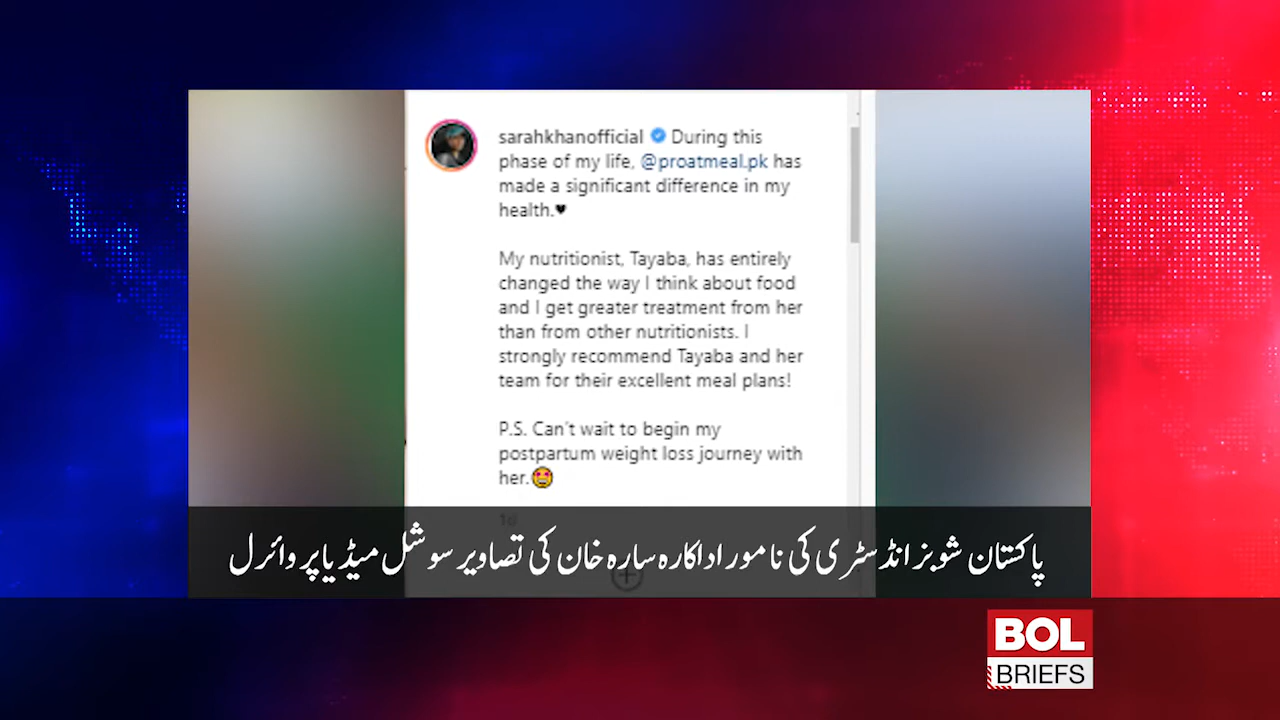 sarahkhanofficial During this
phase of my life, @proatmeal.pk has
made a significant difference in my
health.♥
My nutritionist, Tayaba, has entirely
changed the way I think about food
and I get greater treatment from her
than from other nutritionists. I
strongly recommend Tayaba and her
team for their excellent meal plans!
P.S. Can't wait to begin my
postpartum weight loss journey with
her.😍
1d
پاکستان شوبز انڈسٹری کی نامور اداکارہ سارہ خان کی تصاویر سوشل میڈیا پر وائرل
BOL
BRIEFS